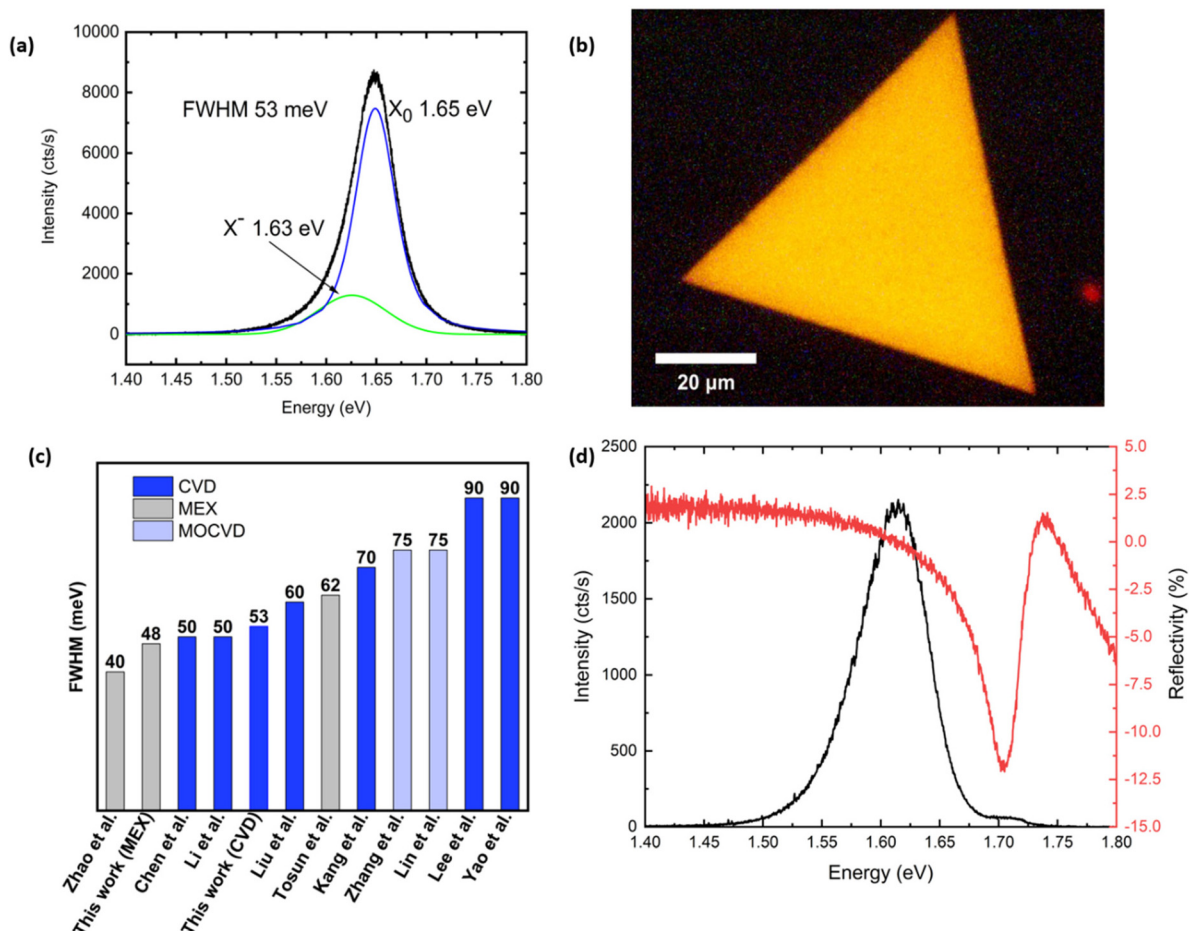 (a)
10000
8000
6000
4000
2000
0
Intensity (cts/s)
FWHM 53 meV
X0 1.65 eV
X- 1.63 eV
1.40 1.45 1.50 1.55 1.60 1.65 1.70 1.75 1.80
Energy (eV)
(b)
20 µm
(c)
FWHM (meV)
CVD
MEX
MOCVD
40 48 50 50 53 60 62 70 75 75 90 90
Zhao et al.
This work (MEX)
Chen et al.
Li et al.
This work (CVD)
Liu et al.
Tosun et al.
Kang et al.
Zhang et al.
Lin et al.
Lee et al.
Yao et al.
(d)
2500
2000
1500
1000
500
0
Intensity (cts/s)
1.40 1.45 1.50 1.55 1.60 1.65 1.70 1.75 1.80
Energy (eV)
5.0
2.5
0.0
-2.5
-5.0
-7.5
-10.0
-12.5
-15.0
Reflectivity (%)